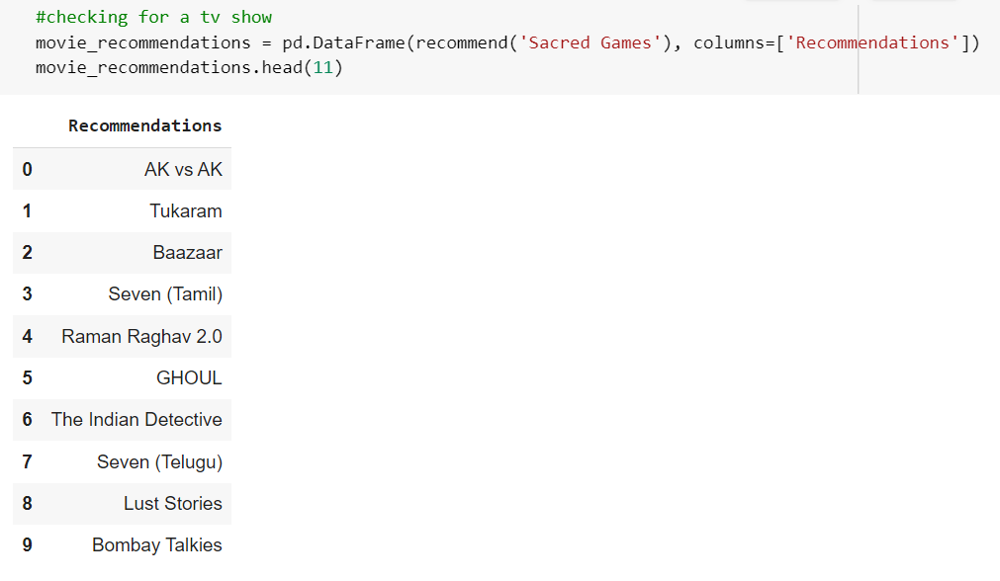 #checking for a tv show
movie_recommendations = pd.DataFrame(recommend('Sacred Games'), columns=['Recommendations'])
movie_recommendations.head(11)
Recommendations
0 AK vs AK
1 Tukaram
2 Baazaar
3 Seven (Tamil)
4 Raman Raghav 2.0
5 GHOUL
6 The Indian Detective
7 Seven (Telugu)
8 Lust Stories
9 Bombay Talkies